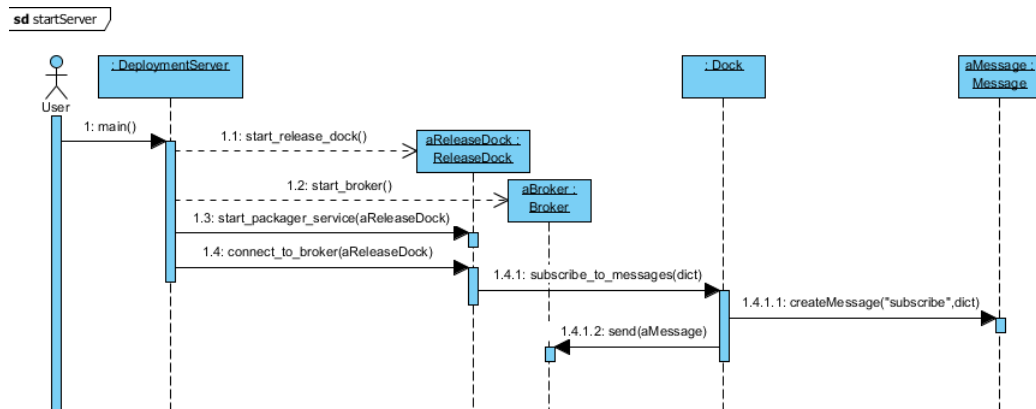 sd startServer
: DeploymentServer
: Dock
aMessage :
Message
User
1: main()
1.1: start_release_dock()
aReleaseDock :
ReleaseDock
1.2: start_broker()
aBroker :
Broker
1.3: start_packager_service(aReleaseDock)
1.4: connect_to_broker(aReleaseDock)
1.4.1: subscribe_to_messages(dict)
1.4.1.1: createMessage("subscribe",dict)
1.4.1.2: send(aMessage)